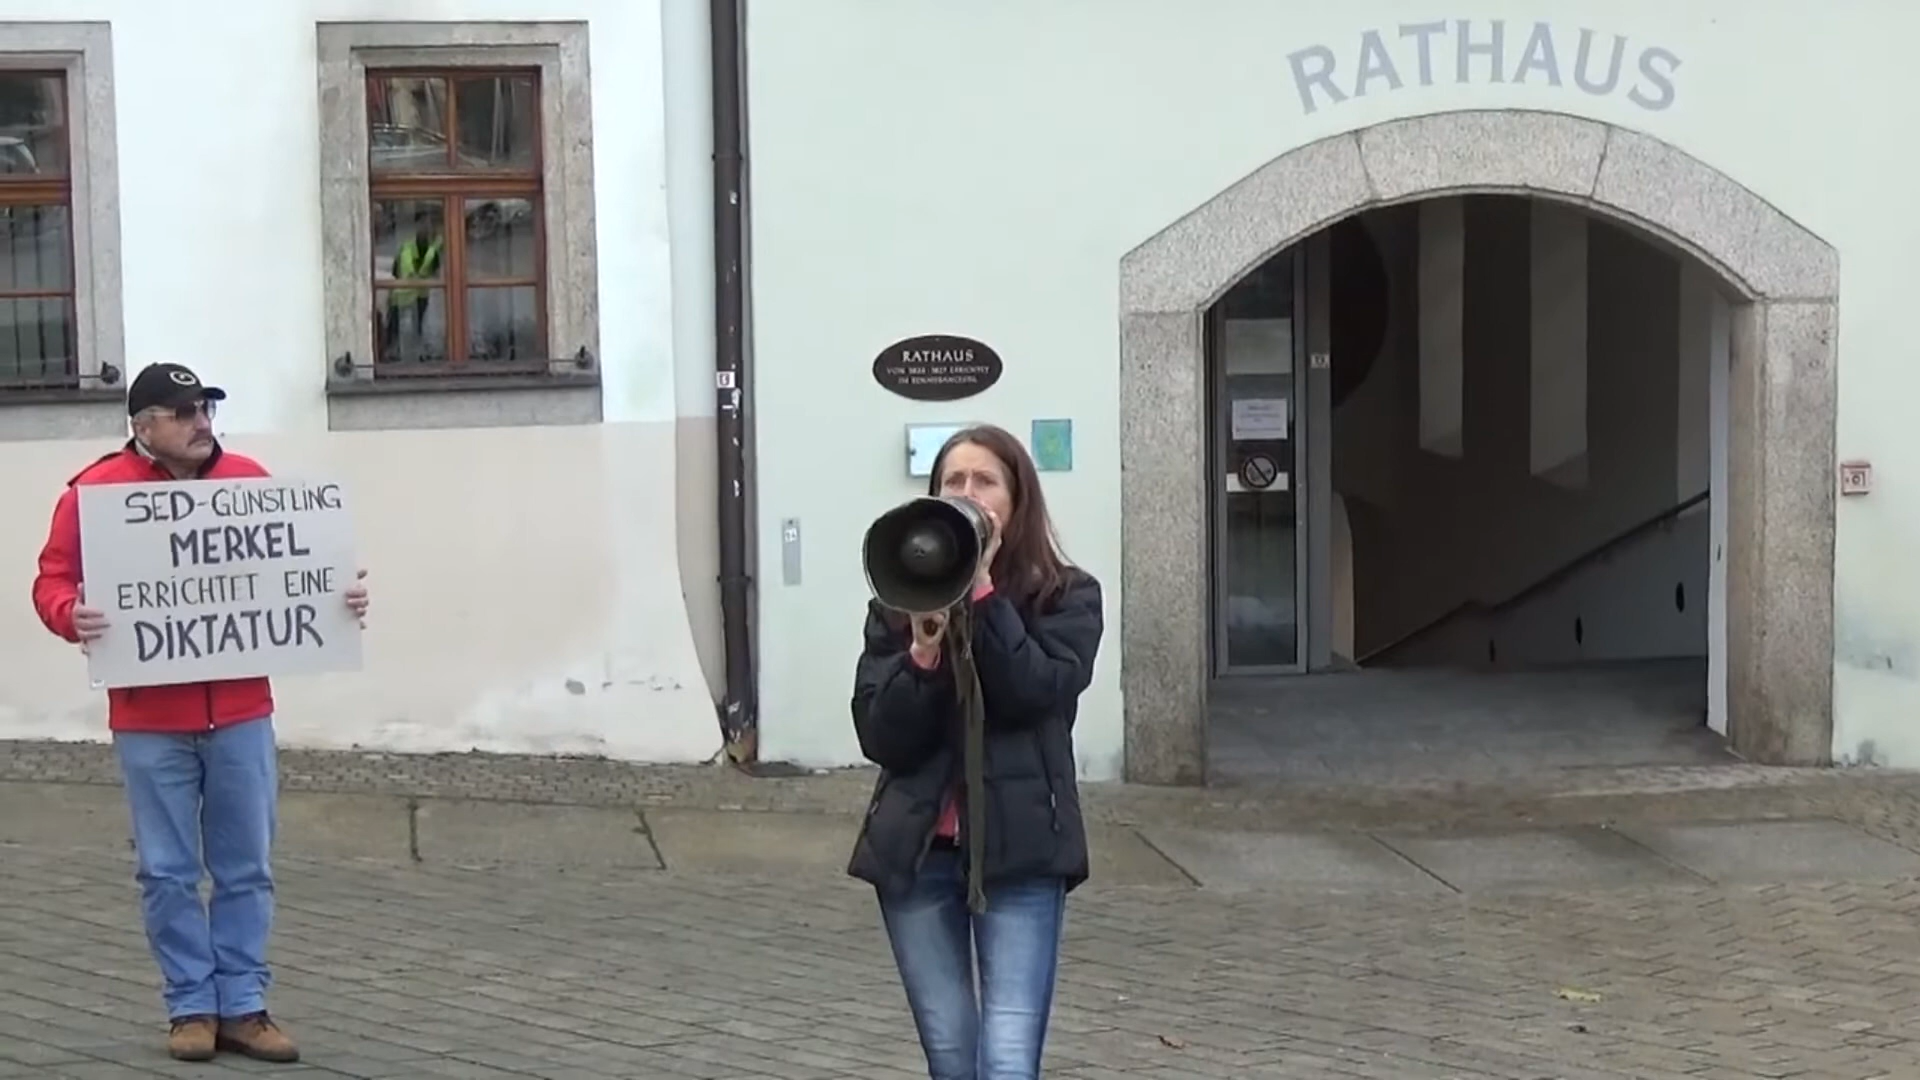 RATHAUS
RATHAUS
SED-GÜNSTLING
MERKEL
ERRICHTET EINE
DIKTATUR